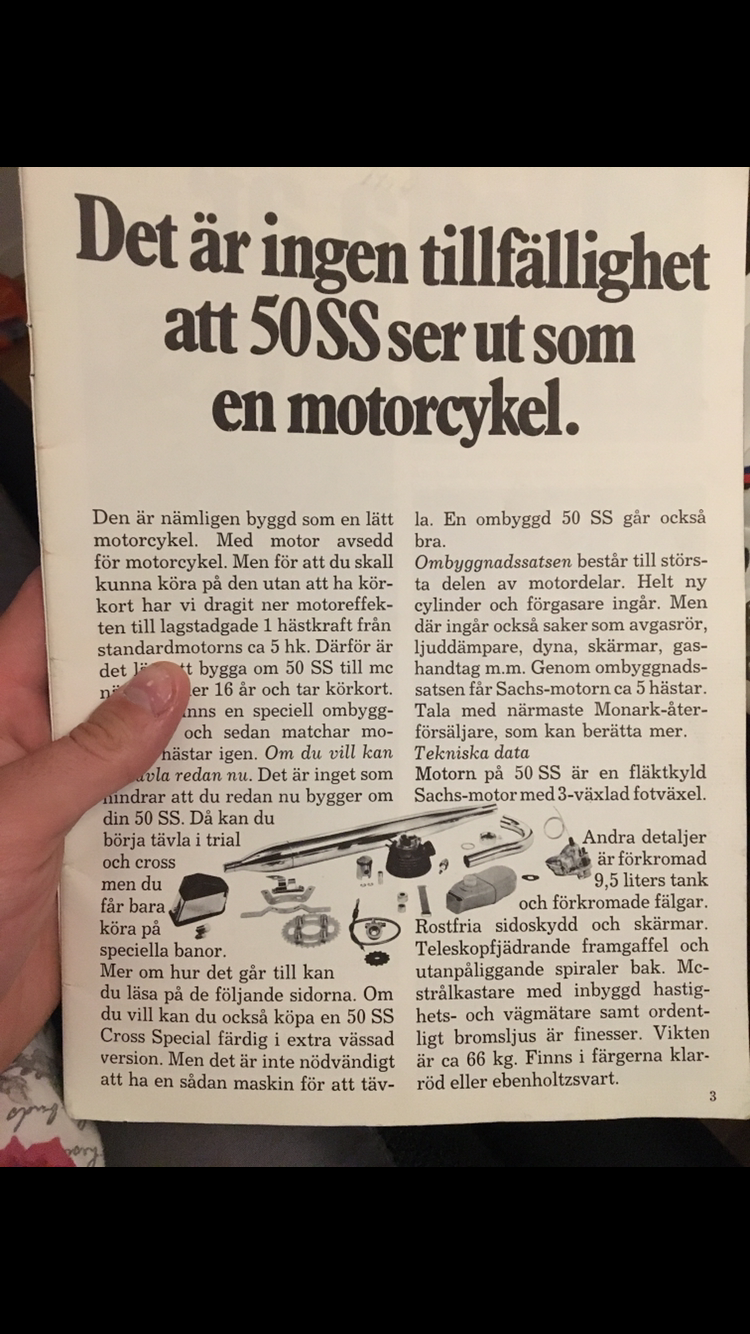 Det är ingen tillfällighet
att 50 SS ser ut som
en motorcykel.
Den är nämligen byggd som en lätt
motorcykel. Med motor avsedd
för motorcykel. Men för att du skall
kunna köra på den utan att ha kör-
kort har vi dragit ner motoreffek-
ten till lagstadgade 1 hästkraft från
standardmotorns ca 5 hk. Därför är
det bygga om 50 SS till mc
16 år och tar körkort.
en speciell ombygg-
och sedan matchar mo-
hästar igen. Om du vill kan
redan nu. Det är inget som
hindrar att du redan nu bygger om
din 50 SS. Då kan du
börja tävla i trial
och cross
men du
får bara
köra på
speciella banor.
Mer om hur det går till kan
du läsa på de följande sidorna. Om
du vill kan du också köpa en 50 SS
Cross Special färdig i extra vässad
version. Men det är inte nödvändigt
att ha en sådan maskin för att täv-
la. En ombyggd 50 SS går också
bra.
Ombyggnadssatsen består till störs-
ta delen av motordelar. Helt ny
cylinder och förgasare ingår. Men
där ingår också saker som avgasrör,
ljuddämpare, dyna, skärmar, gas-
handtag m.m. Genom ombyggnads-
satsen får Sachs-motorn ca 5 hästar.
Tala med närmaste Monark-åter-
försäljare, som kan berätta mer.
Tekniska data
Motorn på 50 SS är en fläktkyld
Sachs-motor med 3-växlad fotväxel.
Andra detaljer
är förkromad
9,5 liters tank
och förkromade fälgar.
Rostfria sidoskydd och skärmar.
Teleskopfjädrande framgaffel och
utanpåliggande spiraler bak. Mc-
strålkastare med inbyggd hastig-
hets- och vägmätare samt ordent-
ligt bromsljus är finesser. Vikten
är ca 66 kg. Finns i färgerna klar-
röd eller ebenholtzsvart.
3